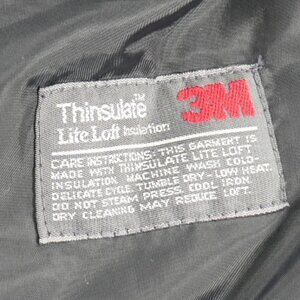 Thinsulate™ 3M
Lite Loft Insulation
CARE INSTRUCTIONS: THIS GARMENT IS
MADE WITH THINSULATE LITE LOFT
INSULATION. MACHINE WASH COLD-
DELICATE CYCLE. TUMBLE DRY-LOW HEAT.
DO NOT STEAM PRESS. COOL IRON.
DRY CLEANING MAY REDUCE LOFT.